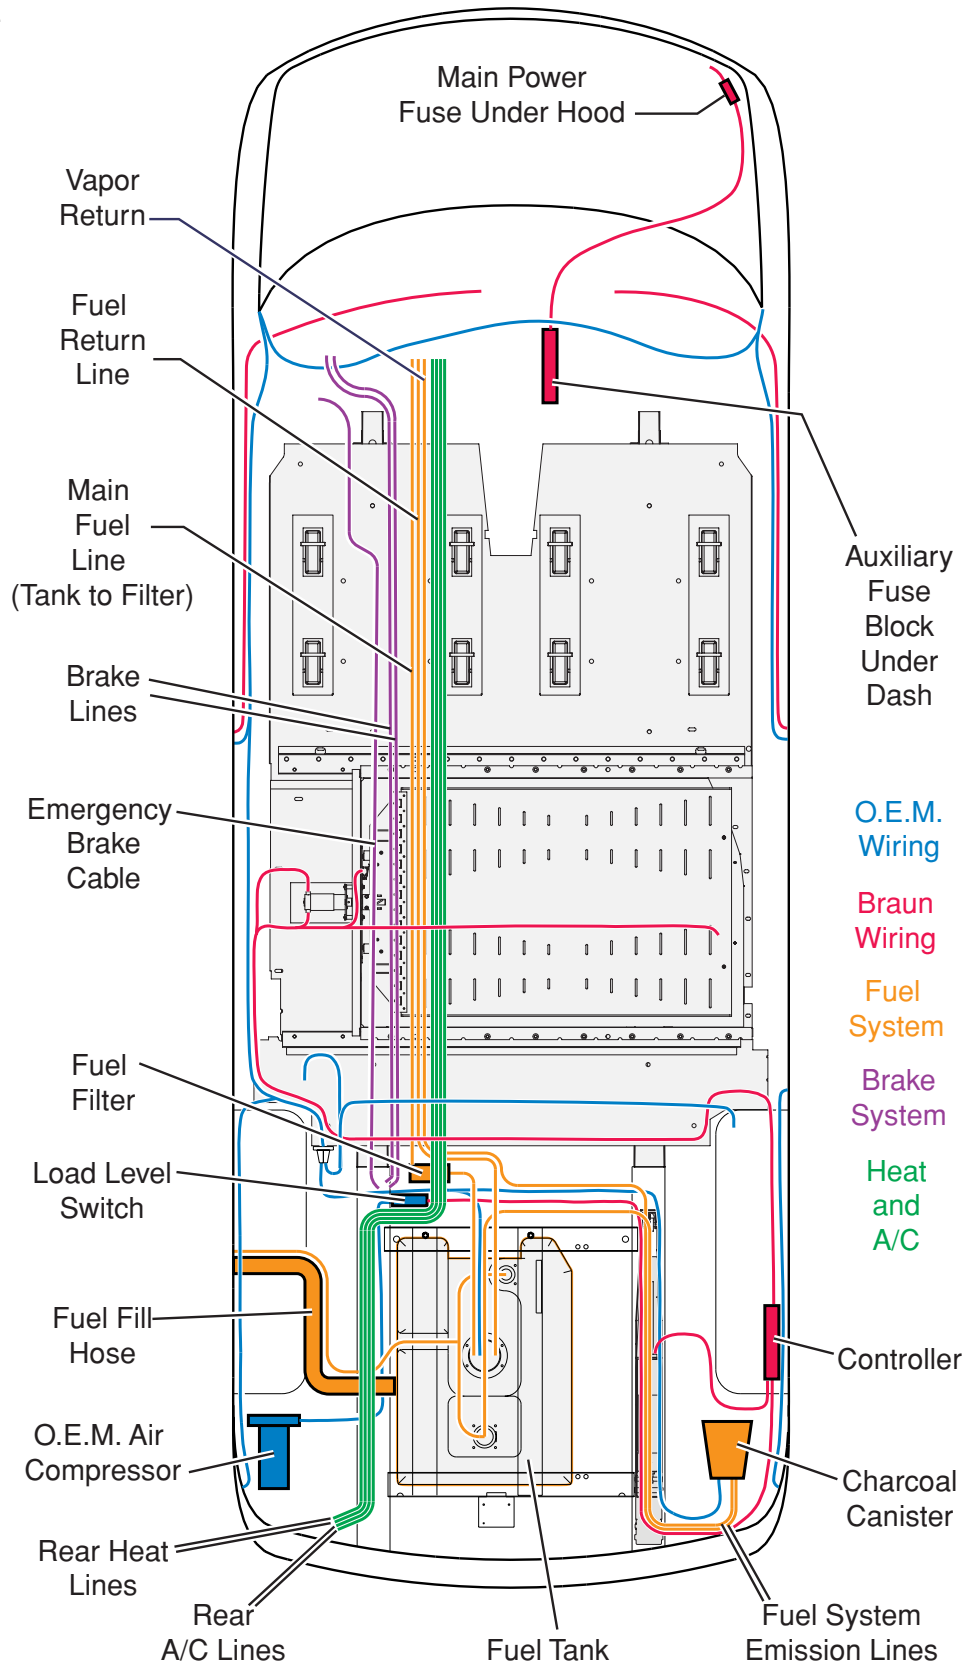 Main Power
Fuse Under Hood
Vapor
Return
Fuel
Return
Line
Main
Fuel
Line
(Tank to Filter)
Brake
Lines
Emergency
Brake
Cable
Auxiliary
Fuse
Block
Under
Dash
O.E.M.
Wiring
Braun
Wiring
Fuel
System
Brake
System
Heat
and
A/C
Fuel
Filter
Load Level
Switch
Fuel Fill
Hose
O.E.M. Air
Compressor
Rear Heat
Lines
Rear
A/C Lines
Fuel Tank
Controller
Charcoal
Canister
Fuel System
Emission Lines